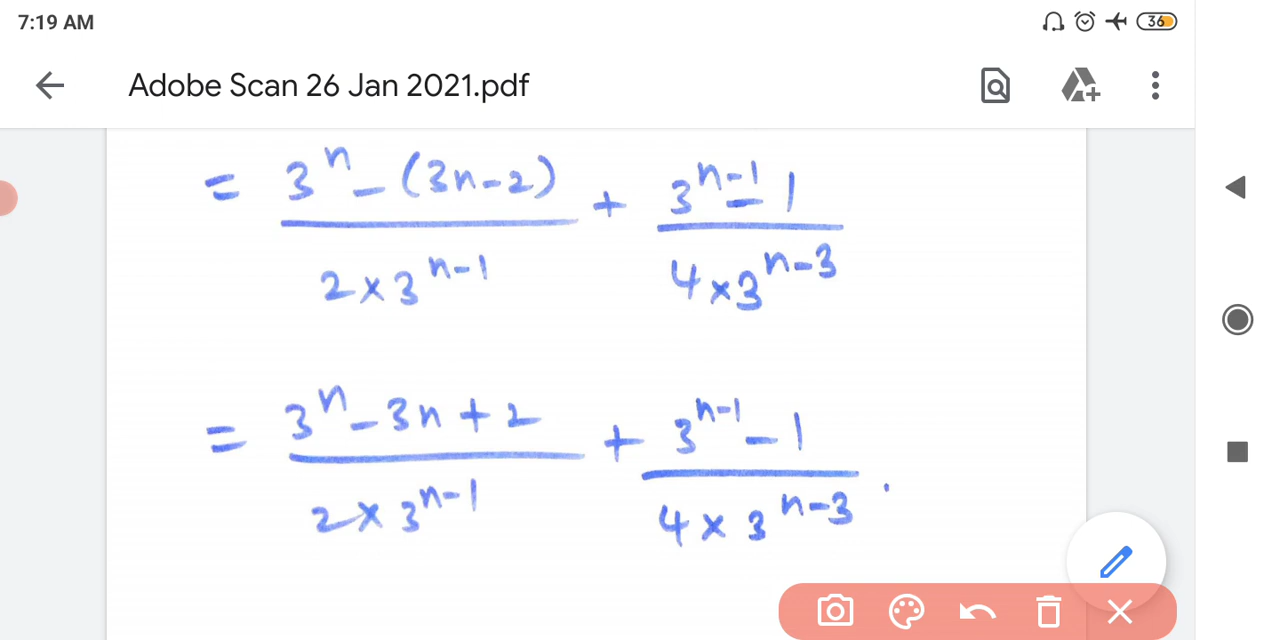 7:19 AM
36
Adobe Scan 26 Jan 2021.pdf
= (3^n - (3n-2)) / (2 × 3^(n-1)) + (3^(n-1) - 1) / (4 × 3^(n-3))
= (3^n - 3n + 2) / (2 × 3^(n-1)) + (3^(n-1) - 1) / (4 × 3^(n-3)).